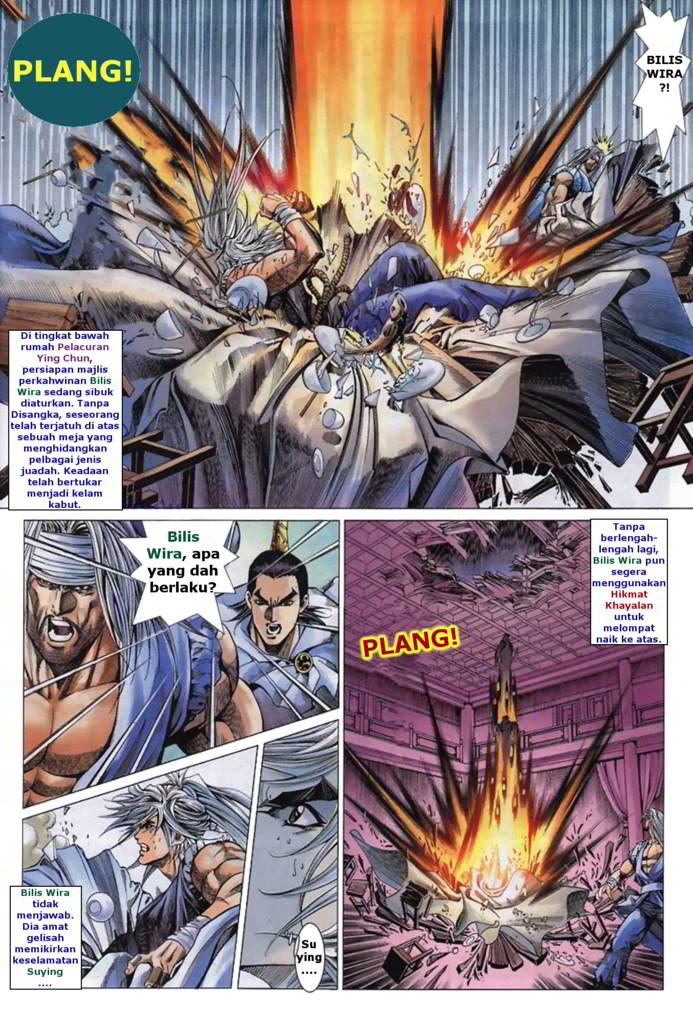 PLANG!
BILIS
WIRA
?!
Di tingkat bawah
rumah Pelacuran
Ying Chun,
persiapan majlis
perkahwinan Bilis
Wira sedang sibuk
diaturkan. Tanpa
Disangka, seseorang
telah terjatuh di atas
sebuah meja yang
menghidangkan
pelbagai jenis
juadah. Keadaan
telah bertukar
menjadi kelam
kabut.
Bilis
Wira, apa
yang dah
berlaku?
Bilis Wira
tidak
menjawab.
Dia amat
gelisah
memikirkan
keselamatan
Suying
....
Su
ying
....
Tanpa
berlengah-
lengah lagi,
Bilis Wira pun
segera
menggunakan
Hikmat
Khayalan
untuk
melompat
naik ke atas.
PLANG!